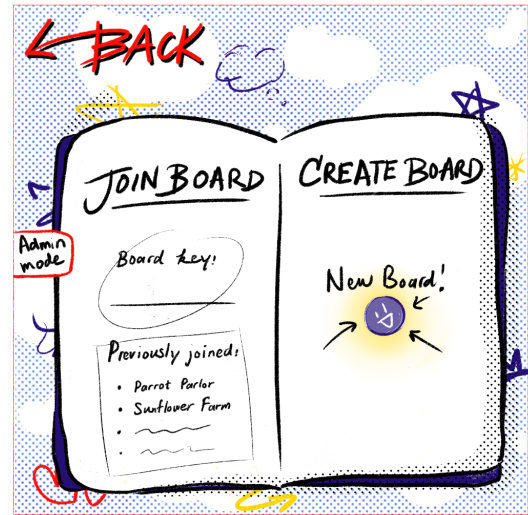 BACK
JOIN BOARD
Board key:
Previously joined:
• Parrot Parlor
• Sunflower Farm
CREATE BOARD
New Board!
Admin
mode